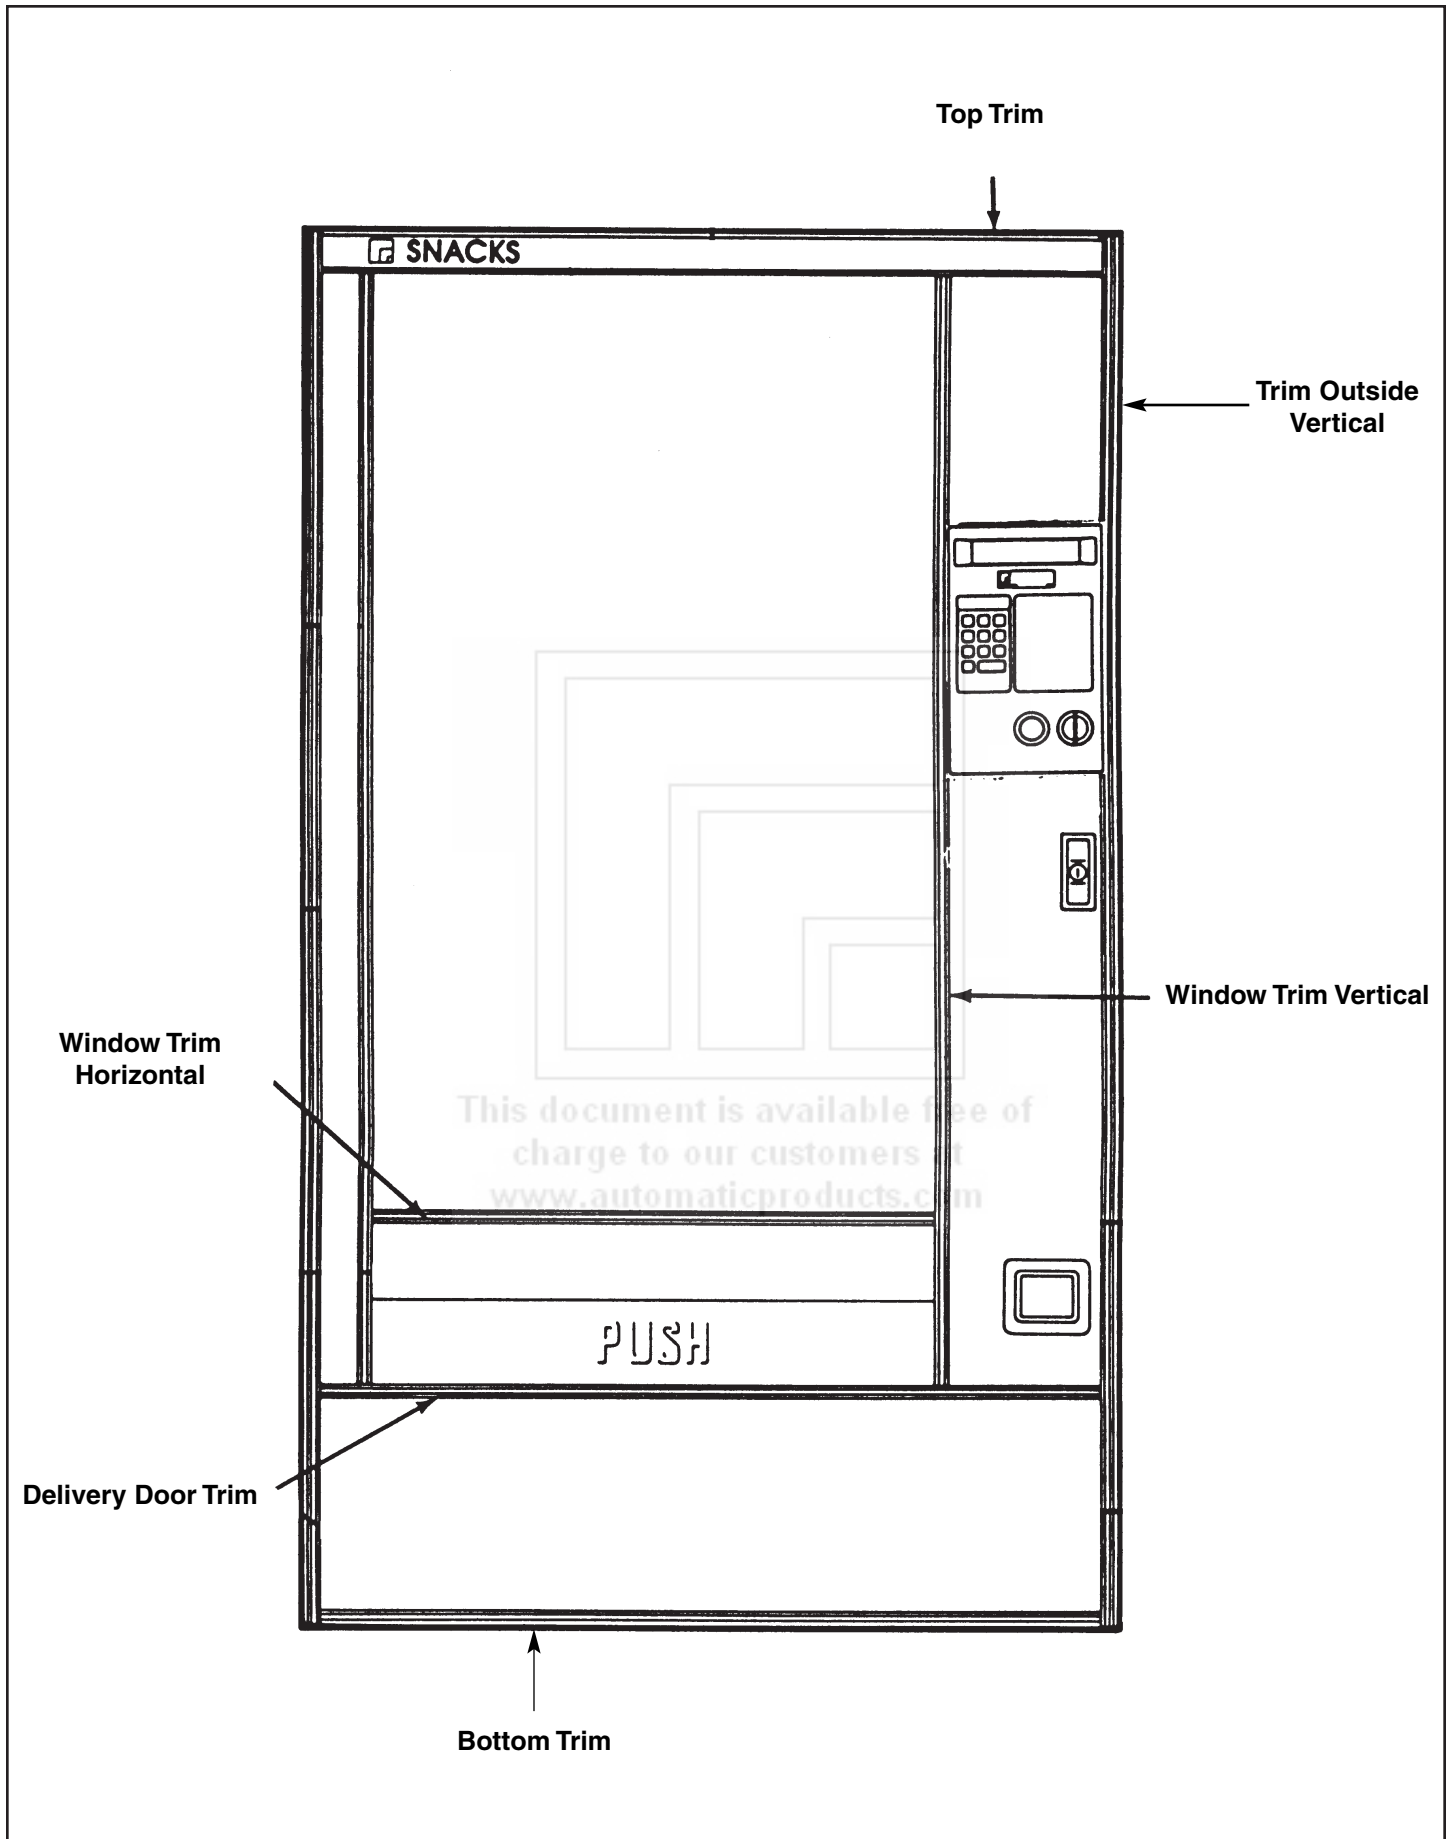 Top Trim
SNACKS
Trim Outside
Vertical
Window Trim Vertical
Window Trim
Horizontal
This document is available free of
charge to our customers at
www.automaticproducts.com
PUSH
Delivery Door Trim
Bottom Trim